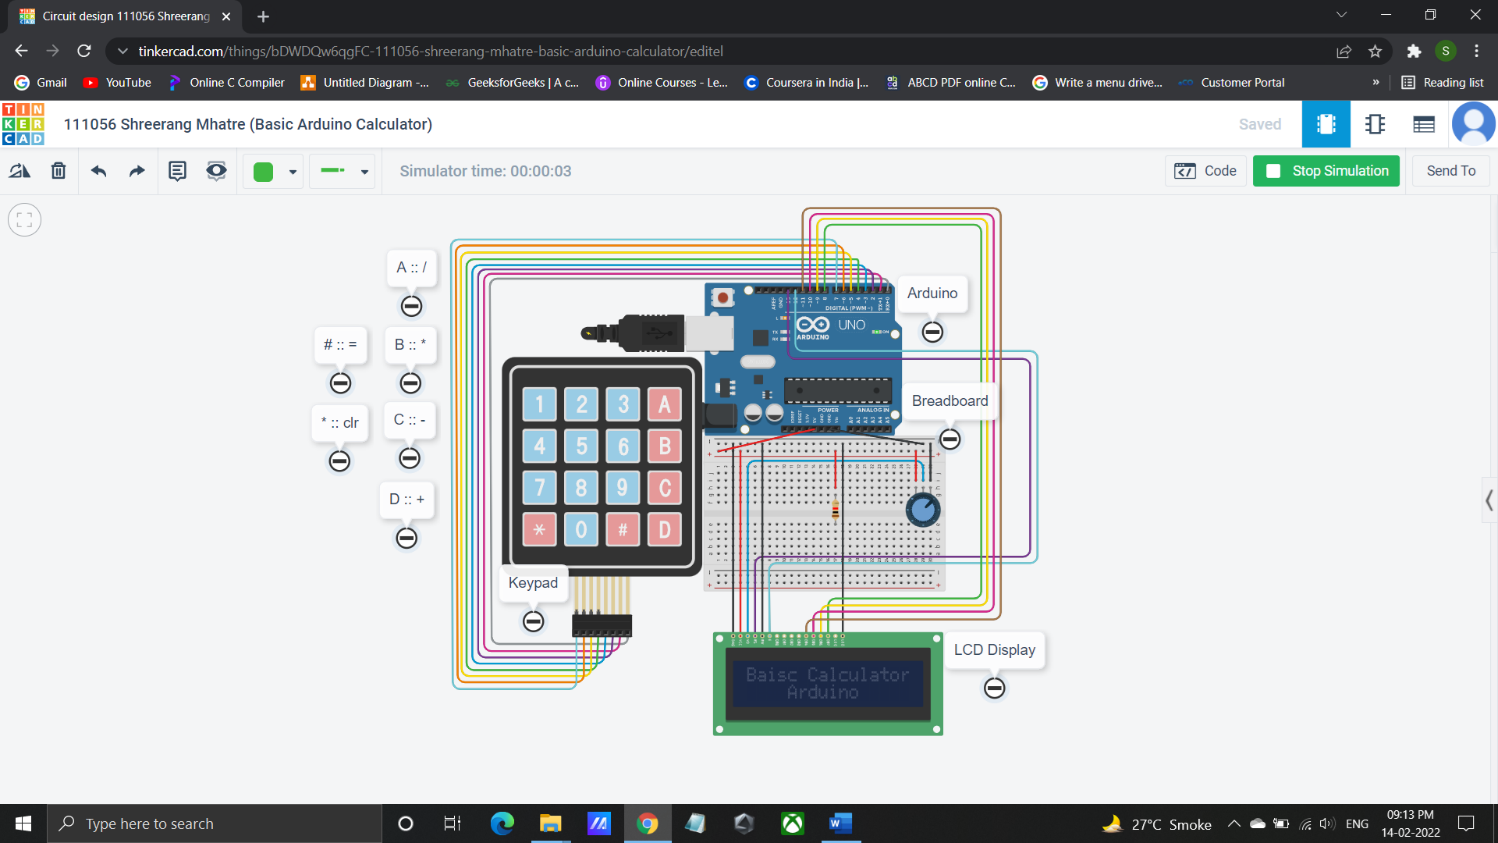 Circuit design 111056 Shreerang
tinkercad.com/things/bDWDQw6qgFC-111056-shreerang-mhatre-basic-arduino-calculator/editel
S
Gmail YouTube Online C Compiler Untitled Diagram -... GeeksforGeeks | A c... Online Courses - Le... Coursera in India |... ABCD PDF online C... Write a menu drive... Customer Portal » Reading list
TIN
KER
CAD
111056 Shreerang Mhatre (Basic Arduino Calculator)
Saved
Simulator time: 00:00:03
Code
Stop Simulation
Send To
A :: /
# :: =
B :: *
* :: clr
C :: -
D :: +
Arduino
DIGITAL (PWM~)
UNO
ARDUINO
POWER
ANALOG IN
Breadboard
1 2 3 A
4 5 6 B
7 8 9 C
* 0 # D
Keypad
LCD Display
Baisc Calculator
Arduino
Type here to search
27°C Smoke
ENG
09:13 PM
14-02-2022